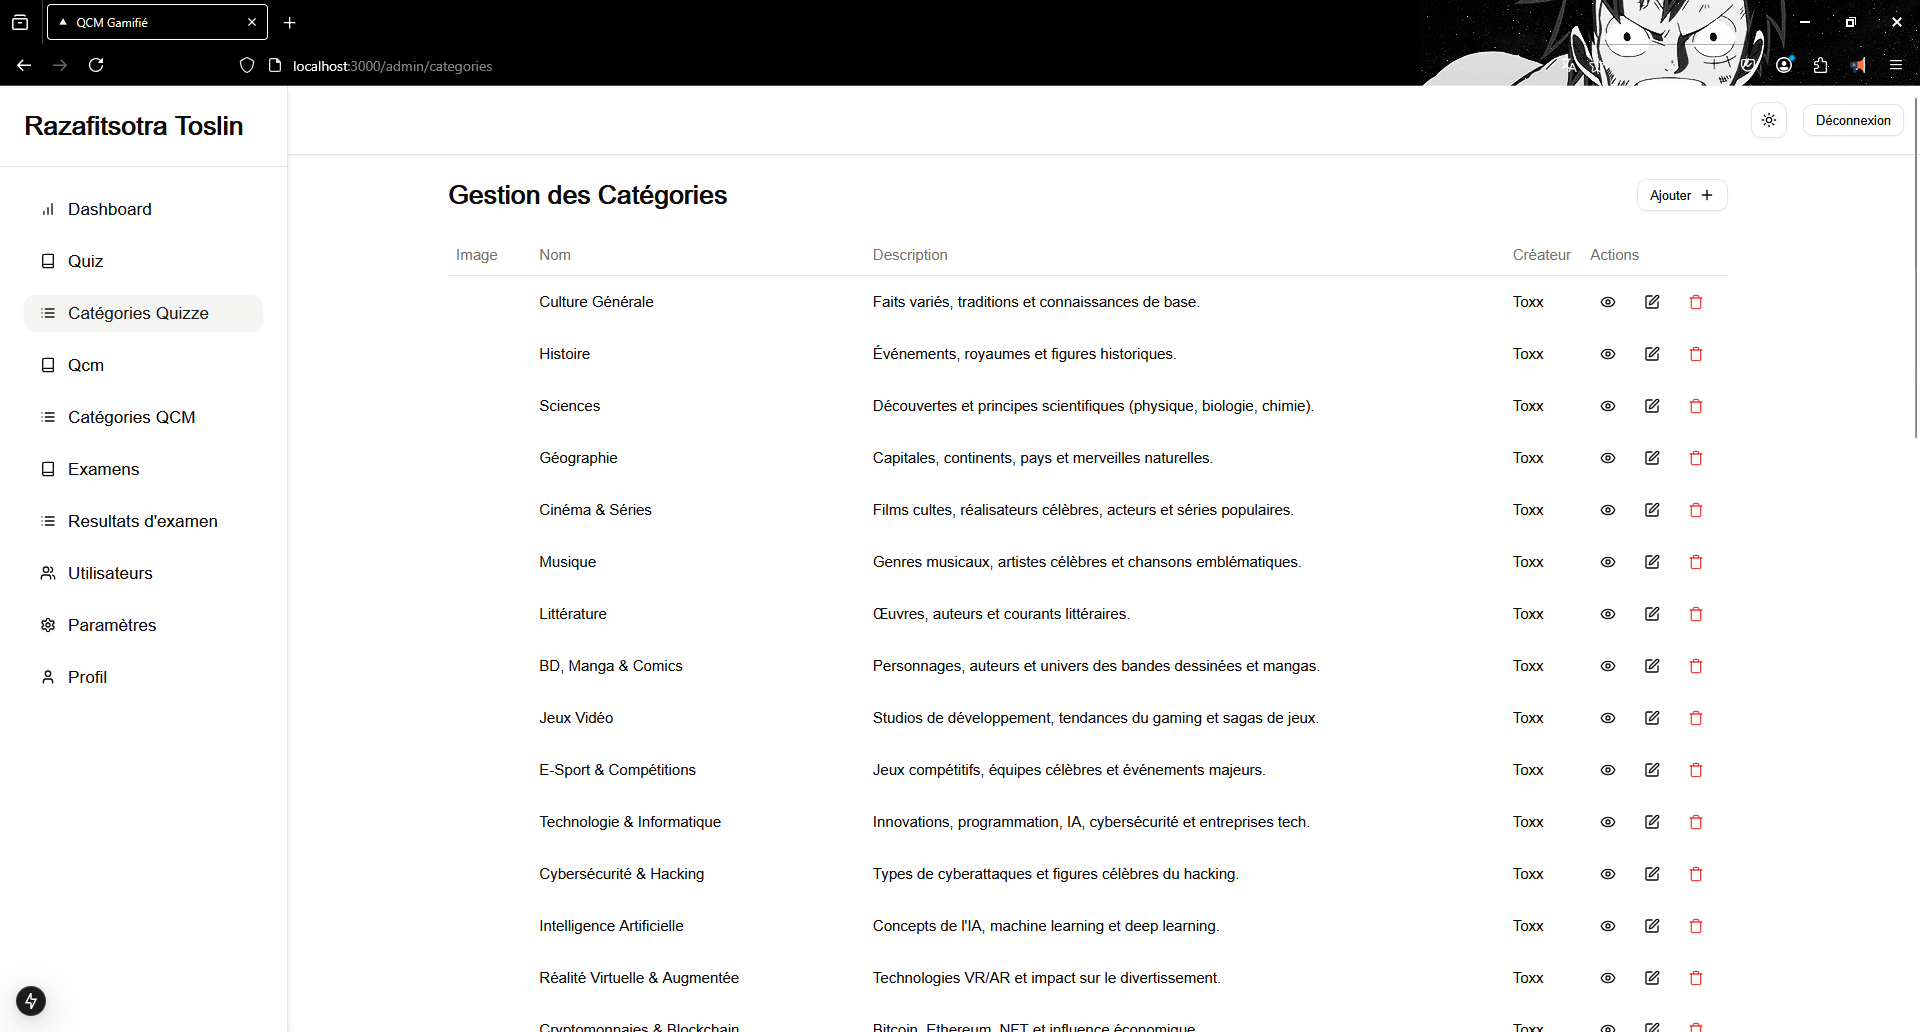 QCM Gamifié
localhost:3000/admin/categories
Razafitsotra Toslin
Déconnexion
Dashboard
Quiz
Catégories Quizze
Qcm
Catégories QCM
Examens
Resultats d'examen
Utilisateurs
Paramètres
Profil
Gestion des Catégories
Ajouter
Image Nom Description Créateur Actions
Culture Générale Faits variés, traditions et connaissances de base. Toxx
Histoire Événements, royaumes et figures historiques. Toxx
Sciences Découvertes et principes scientifiques (physique, biologie, chimie). Toxx
Géographie Capitales, continents, pays et merveilles naturelles. Toxx
Cinéma & Séries Films cultes, réalisateurs célèbres, acteurs et séries populaires. Toxx
Musique Genres musicaux, artistes célèbres et chansons emblématiques. Toxx
Littérature Œuvres, auteurs et courants littéraires. Toxx
BD, Manga & Comics Personnages, auteurs et univers des bandes dessinées et mangas. Toxx
Jeux Vidéo Studios de développement, tendances du gaming et sagas de jeux. Toxx
E-Sport & Compétitions Jeux compétitifs, équipes célèbres et événements majeurs. Toxx
Technologie & Informatique Innovations, programmation, IA, cybersécurité et entreprises tech. Toxx
Cybersécurité & Hacking Types de cyberattaques et figures célèbres du hacking. Toxx
Intelligence Artificielle Concepts de l'IA, machine learning et deep learning. Toxx
Réalité Virtuelle & Augmentée Technologies VR/AR et impact sur le divertissement. Toxx
Cryptomonnaies & Blockchain Bitcoin, Ethereum, NFT et influence économique. Toxx